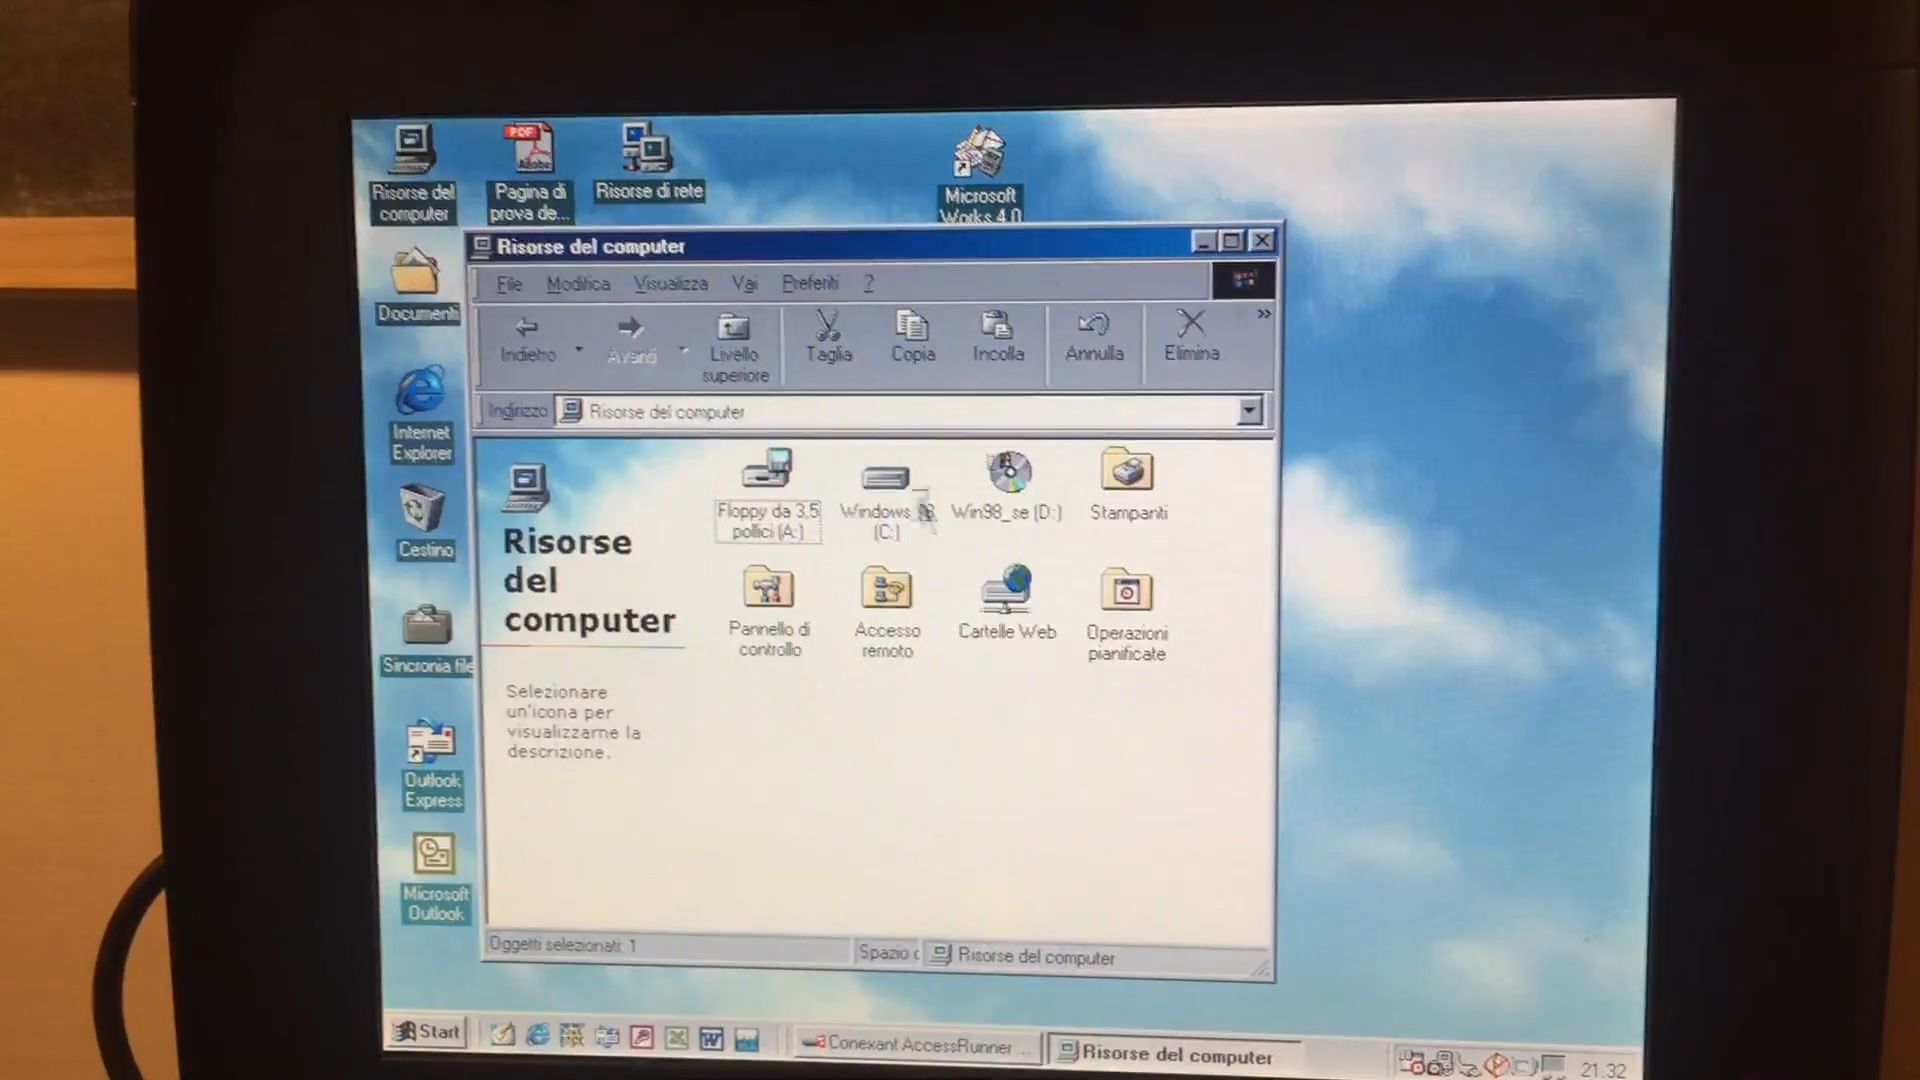 Risorse del
computer
PDF
Adobe
Pagina di
prova de...
Risorse di rete
Microsoft
Works 4.0
Documenti
Internet
Explorer
Cestino
Sincronia file
Outlook
Express
Microsoft
Outlook
Risorse del computer
File Modifica Visualizza Vai Preferiti ?
Indietro Avanti Livello
superiore Taglia Copia Incolla Annulla Elimina »
Indirizzo Risorse del computer
Risorse
del
computer
Selezionare
un'icona per
visualizzarne la
descrizione.
Floppy da 3,5
pollici (A:)
Windows_98
(C:)
Win98_se (D:)
Stampanti
Pannello di
controllo
Accesso
remoto
Cartelle Web
Operazioni
pianificate
Oggetti selezionati: 1 Spazio Risorse del computer
Start Conexant AccessRunner ... Risorse del computer 21.32